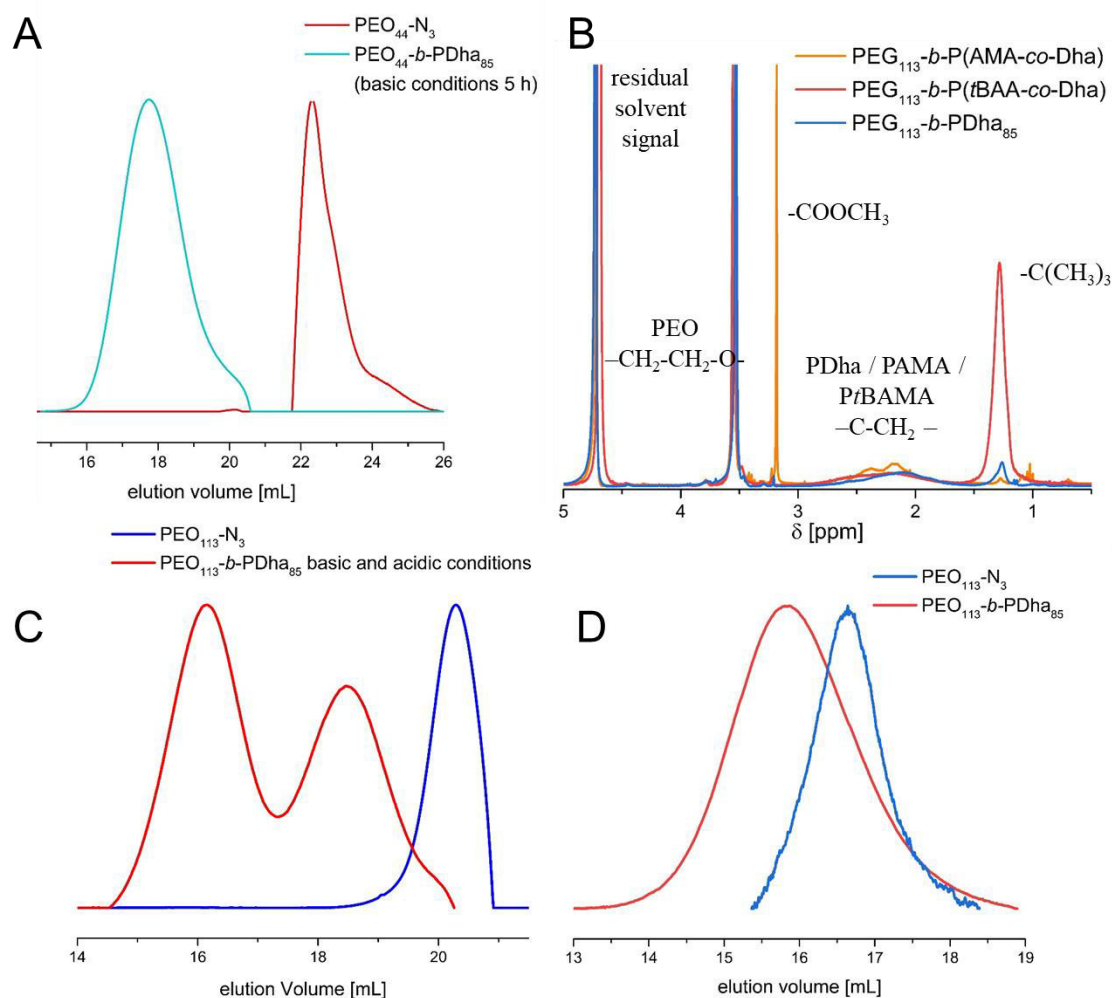 A
PEO₄₄-N₃
PEO₄₄-b-PDha₈₅
(basic conditions 5 h)
16 18 20 22 24 26
elution volume [mL]
B
PEG₁₁₃-b-P(AMA-co-Dha)
PEG₁₁₃-b-P(tBAA-co-Dha)
PEG₁₁₃-b-PDha₈₅
residual
solvent
signal
-COOCH₃
-C(CH₃)₃
PEO
–CH₂-CH₂-O-
PDha / PAMA /
PtBAMA
–C-CH₂ –
5 4 3 2 1
δ [ppm]
PEO₁₁₃-N₃
PEO₁₁₃-b-PDha₈₅ basic and acidic conditions
C
14 16 18 20
elution Volume [mL]
D
PEO₁₁₃-N₃
PEO₁₁₃-b-PDha₈₅
13 14 15 16 17 18 19
elution volume [mL]